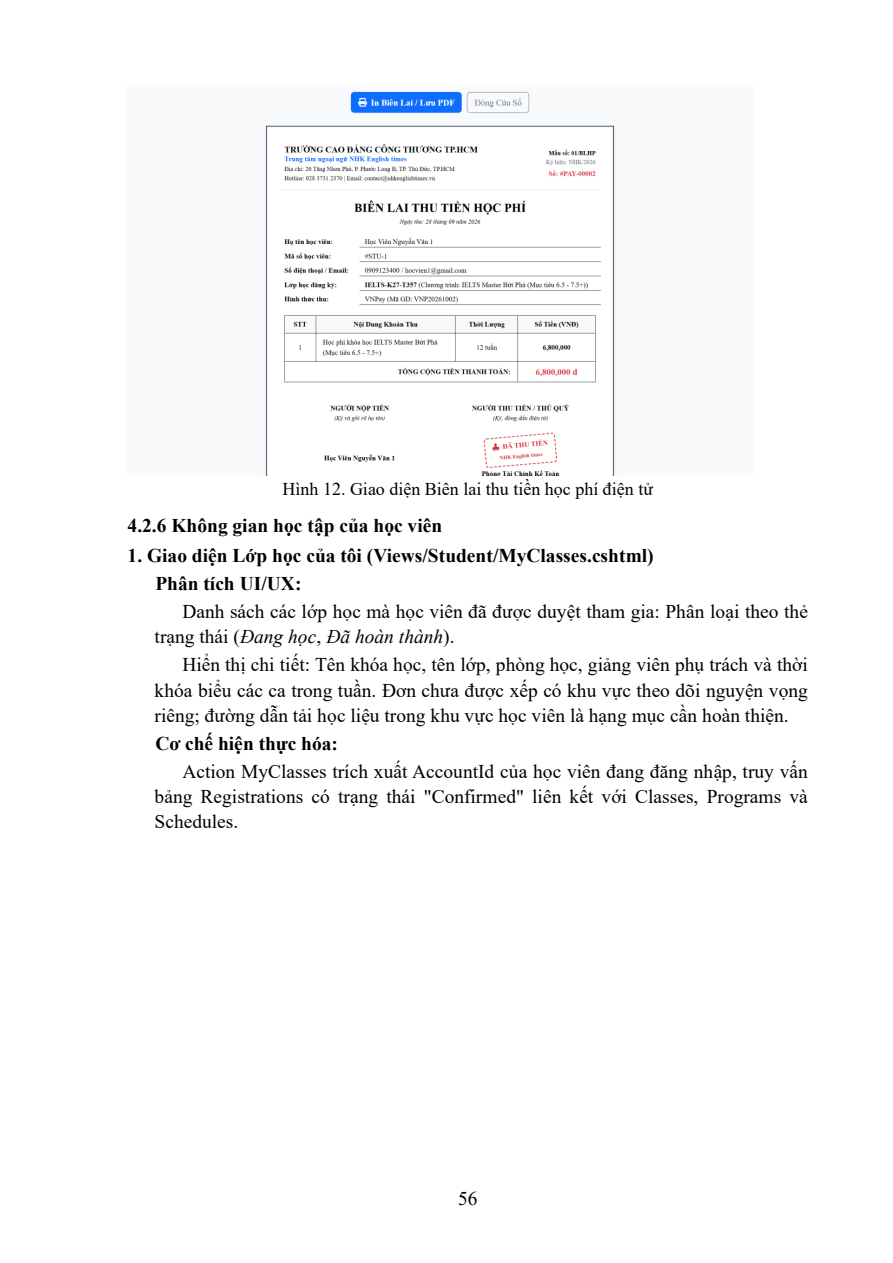 In Biên Lai / Lưu PDF
Đóng Cửa Sổ
TRƯỜNG CAO ĐẲNG CÔNG THƯƠNG TP.HCM
Trung tâm ngoại ngữ NHK English times
Địa chỉ: 20 Tăng Nhơn Phú, P. Phước Long B, TP. Thủ Đức, TP.HCM
Hotline: 028 3731 2370 | Email: contact@nhkenglishtimes.vn
Mẫu số: 01/BLHP
Ký hiệu: NHK/2026
Số: #PAY-00002
BIÊN LAI THU TIỀN HỌC PHÍ
Ngày thu: 28 tháng 09 năm 2026
Họ tên học viên: Học Viên Nguyễn Văn 1
Mã số học viên: #STU-1
Số điện thoại / Email: 0909123400 / hocvien1@gmail.com
Lớp học đăng ký: IELTS-K27-T357 (Chương trình: IELTS Master Bứt Phá (Mục tiêu 6.5 - 7.5+))
Hình thức thu: VNPay (Mã GD: VNP20261002)
STT Nội Dung Khoản Thu Thời Lượng Số Tiền (VNĐ)
1 Học phí khóa học IELTS Master Bứt Phá (Mục tiêu 6.5 - 7.5+) 12 tuần 6,800,000
TỔNG CỘNG TIỀN THANH TOÁN: 6,800,000 đ
NGƯỜI NỘP TIỀN
(Ký và ghi rõ họ tên)
Học Viên Nguyễn Văn 1
NGƯỜI THU TIỀN / THỦ QUỸ
(Ký, đóng dấu điện tử)
ĐÃ THU TIỀN
NHK English times
Phòng Tài Chính Kế Toán
Hình 12. Giao diện Biên lai thu tiền học phí điện tử
4.2.6 Không gian học tập của học viên
1. Giao diện Lớp học của tôi (Views/Student/MyClasses.cshtml)
Phân tích UI/UX:
Danh sách các lớp học mà học viên đã được duyệt tham gia: Phân loại theo thẻ
trạng thái (Đang học, Đã hoàn thành).
Hiển thị chi tiết: Tên khóa học, tên lớp, phòng học, giảng viên phụ trách và thời
khóa biểu các ca trong tuần. Đơn chưa được xếp có khu vực theo dõi nguyện vọng
riêng; đường dẫn tải học liệu trong khu vực học viên là hạng mục cần hoàn thiện.
Cơ chế hiện thực hóa:
Action MyClasses trích xuất AccountId của học viên đang đăng nhập, truy vấn
bảng Registrations có trạng thái "Confirmed" liên kết với Classes, Programs và
Schedules.
56